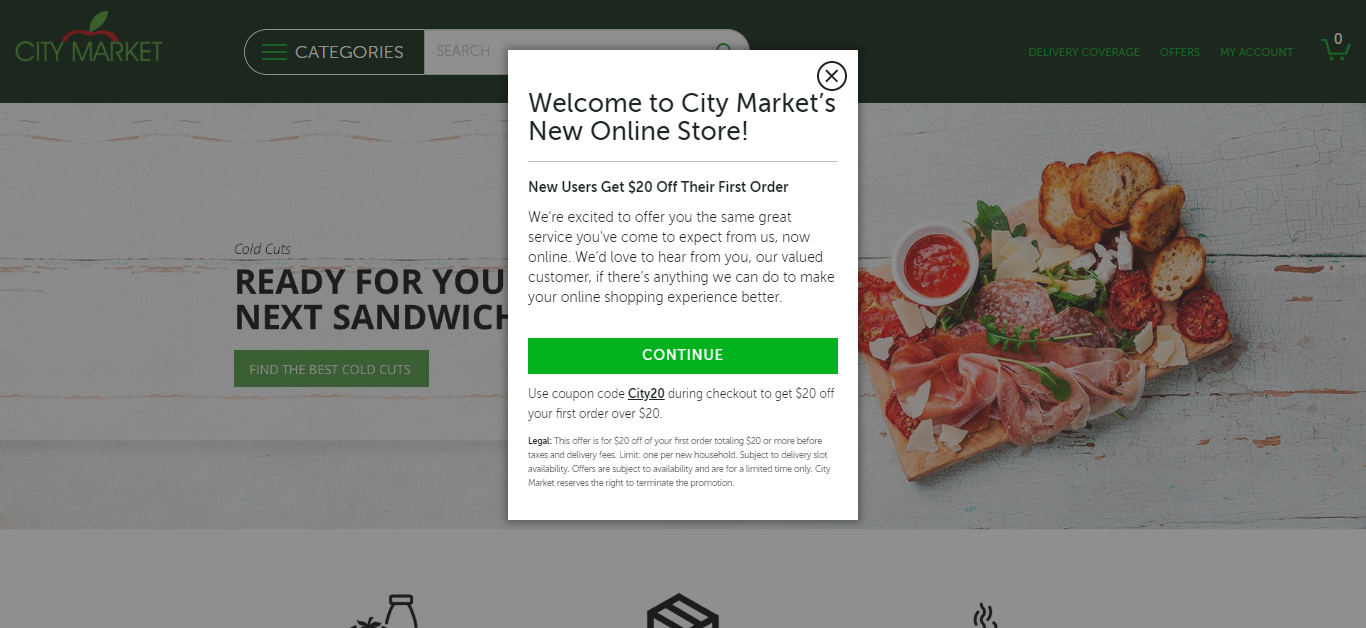 CITY MARKET
CATEGORIES
SEARCH
DELIVERY COVERAGE
OFFERS
MY ACCOUNT
0
Welcome to City Market’s
New Online Store!
New Users Get $20 Off Their First Order
We're excited to offer you the same great
service you've come to expect from us, now
online. We’d love to hear from you, our valued
customer, if there’s anything we can do to make
your online shopping experience better.
CONTINUE
Use coupon code City20 during checkout to get $20 off
your first order over $20.
Legal: This offer is for $20 off of your first order totaling $20 or more before
taxes and delivery fees. Limit: one per new household. Subject to delivery slot
availability. Offers are subject to availability and are for a limited time only. City
Market reserves the right to terminate the promotion.
Cold Cuts
READY FOR YOU
NEXT SANDWICH
FIND THE BEST COLD CUTS